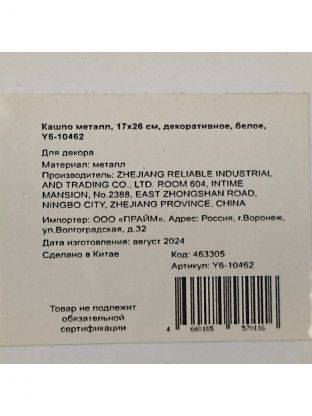 Кашпо металл, 17х26 см, декоративное, белое,
Y6-10462
Для декора
Материал: металл
Производитель: ZHEJIANG RELIABLE INDUSTRIAL
AND TRADING CO., LTD. ROOM 604, INTIME
MANSION, No.2388, EAST ZHONGSHAN ROAD,
NINGBO CITY, ZHEJIANG PROVINCE, CHINA
Импортер: ООО «ПРАЙМ». Адрес: Россия, г.Воронеж,
ул.Волгоградская, д.32
Дата изготовления: август 2024
Сделано в Китае Код: 463305
Артикул: Y6-10462
Товар не подлежит
обязательной
сертификации
4 660185 570116